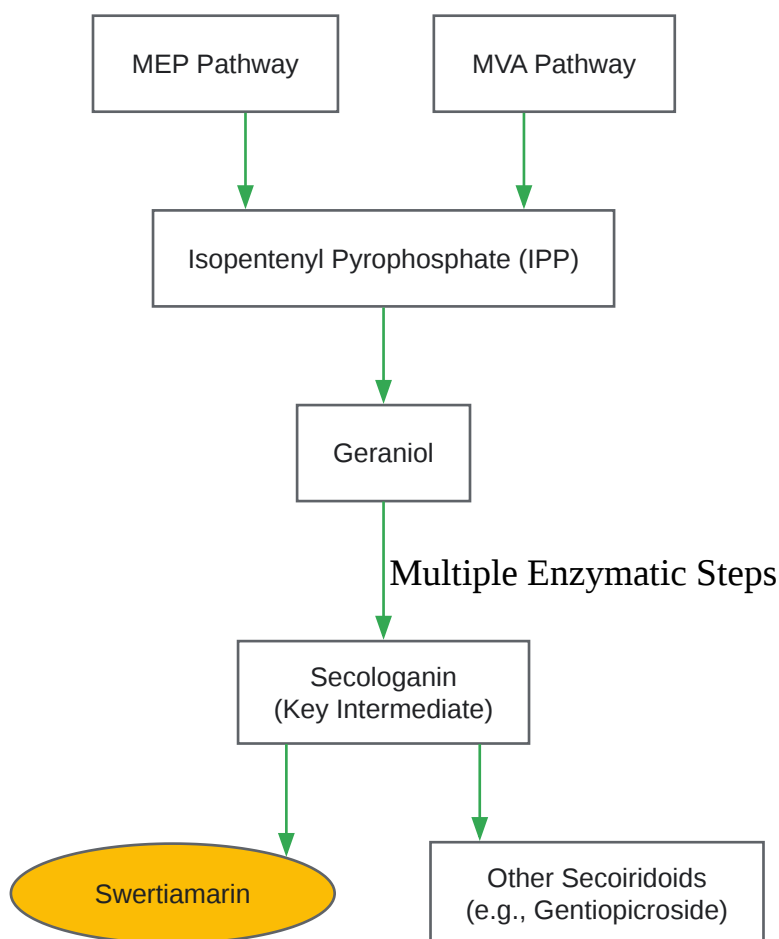 MEP Pathway
MVA Pathway
Isopentenyl Pyrophosphate (IPP)
Geraniol
Multiple Enzymatic Steps
Secologanin
(Key Intermediate)
Swertiamarin
Other Secoiridoids
(e.g., Gentiopicroside)